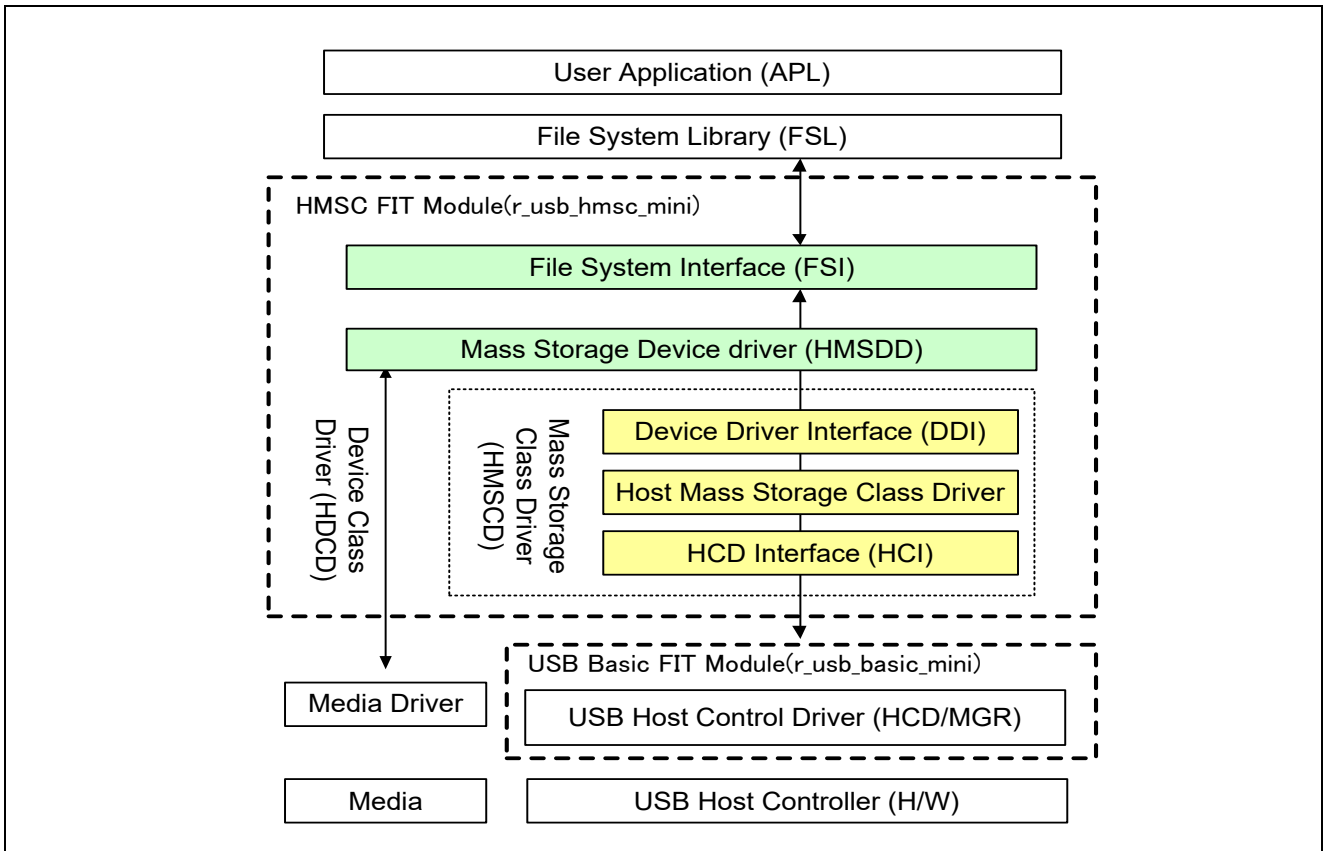 User Application (APL)
File System Library (FSL)
HMSC FIT Module(r_usb_hmsc_mini)
File System Interface (FSI)
Mass Storage Device driver (HMSDD)
Device Class
Driver (HDCD)
Mass Storage
Class Driver
(HMSCD)
Device Driver Interface (DDI)
Host Mass Storage Class Driver
HCD Interface (HCI)
USB Basic FIT Module(r_usb_basic_mini)
Media Driver
USB Host Control Driver (HCD/MGR)
Media
USB Host Controller (H/W)